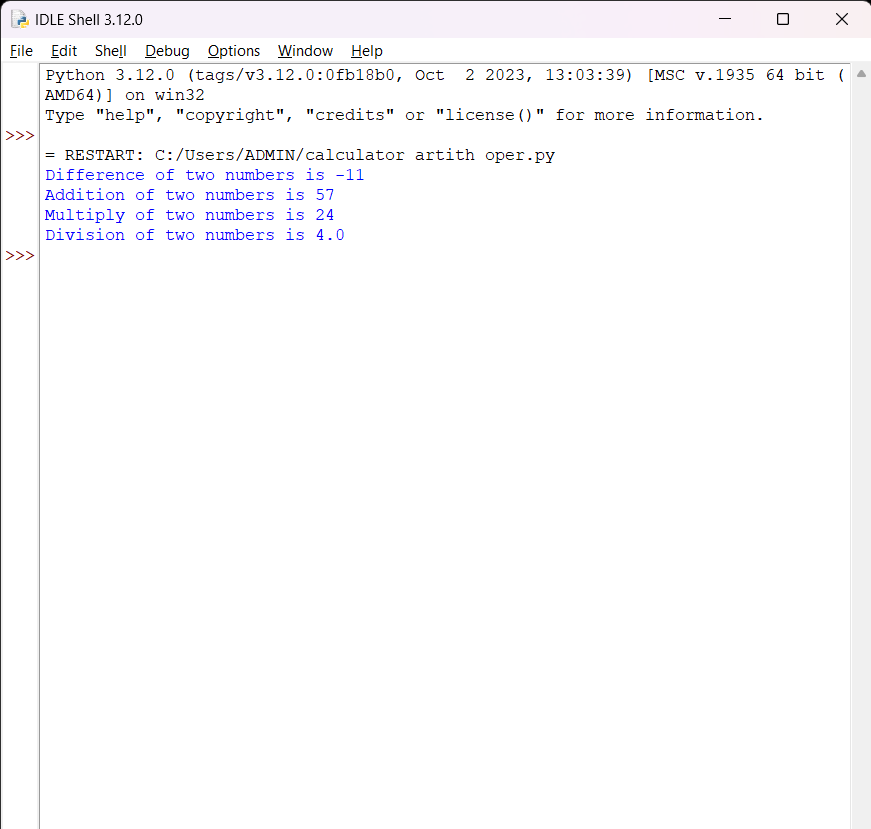 IDLE Shell 3.12.0
File Edit Shell Debug Options Window Help
Python 3.12.0 (tags/v3.12.0:0fb18b0, Oct  2 2023, 13:03:39) [MSC v.1935 64 bit (
AMD64)] on win32
Type "help", "copyright", "credits" or "license()" for more information.
>>>
= RESTART: C:/Users/ADMIN/calculator artith oper.py
Difference of two numbers is -11
Addition of two numbers is 57
Multiply of two numbers is 24
Division of two numbers is 4.0
>>>